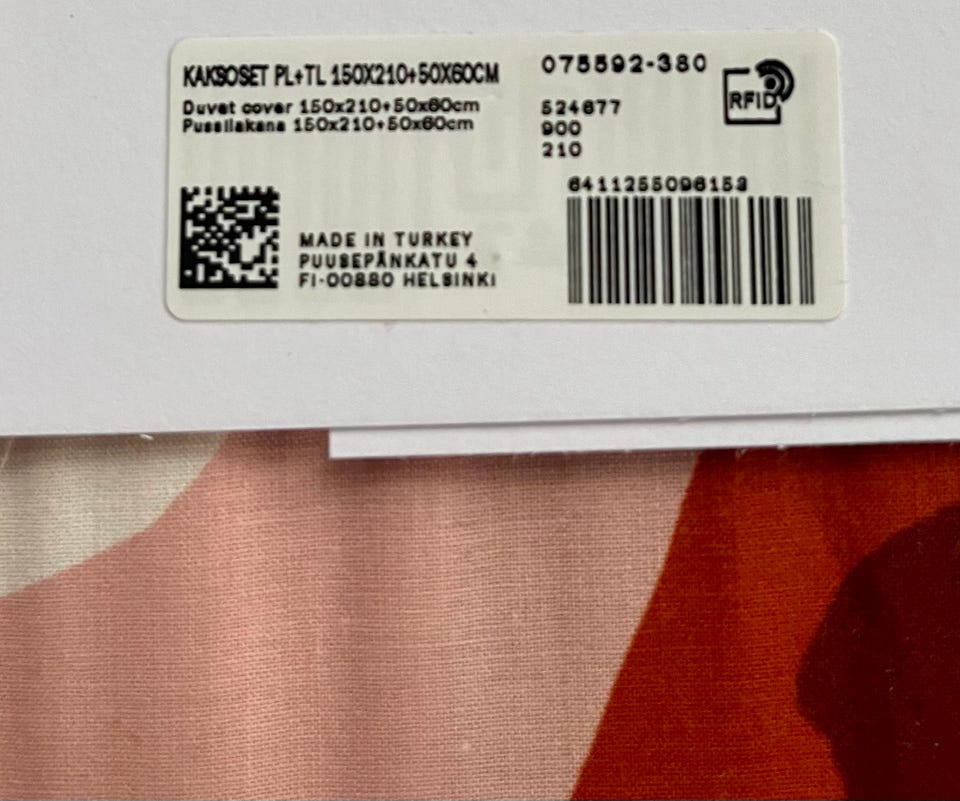 KAKSOSET PL+TL 150X210+50X60CM
Duvet cover 150x210+50x60cm
Pussilakana 150x210+50x60cm
075592-380
524677
900
210
RFID
6411255096153
MADE IN TURKEY
PUUSEPÄNKATU 4
FI-00880 HELSINKI